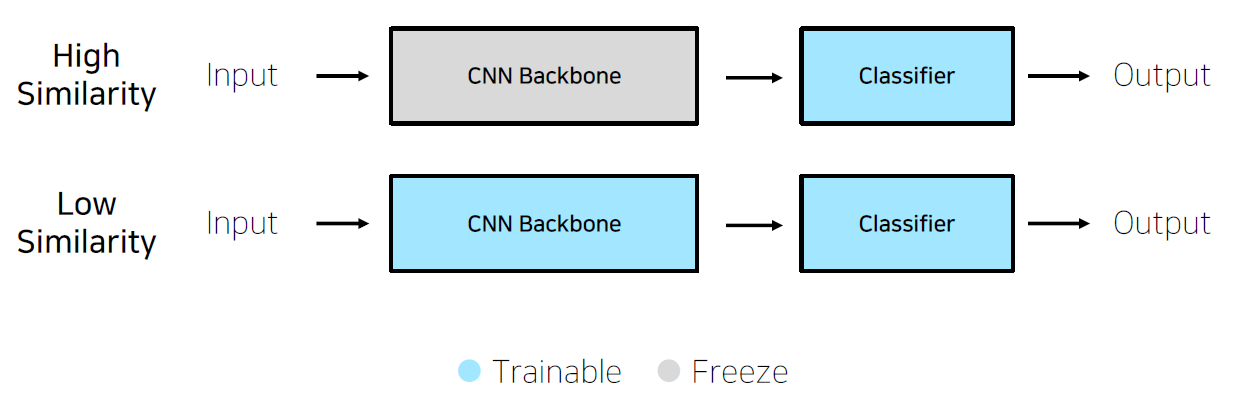 High
Similarity
Input
CNN Backbone
Classifier
Output
Low
Similarity
Input
CNN Backbone
Classifier
Output
Trainable
Freeze